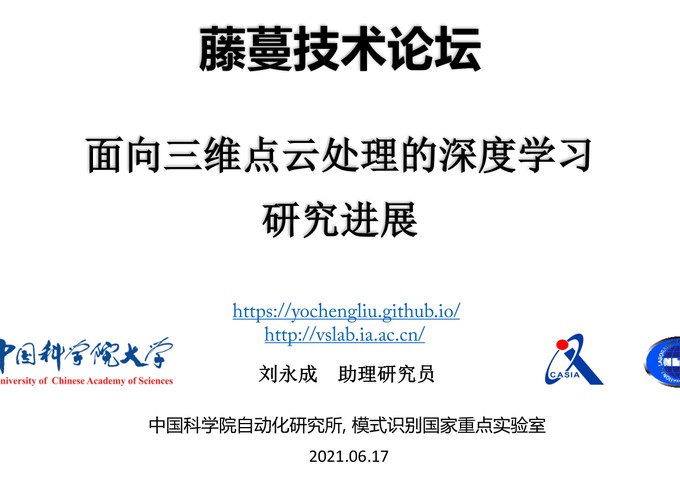 藤蔓技术论坛
面向三维点云处理的深度学习
研究进展
https://yochengliu.github.io/
http://vslab.ia.ac.cn/
中国科学院大学
University of Chinese Academy of Sciences
CASIA
刘永成 助理研究员
中国科学院自动化研究所, 模式识别国家重点实验室
2021.06.17